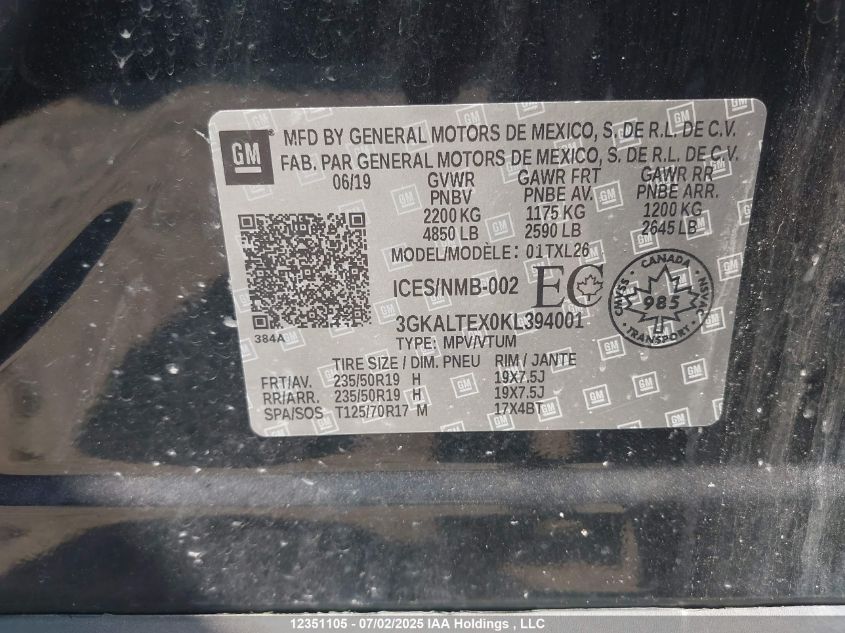 GM
MFD BY GENERAL MOTORS DE MEXICO, S. DE R.L. DE C.V.
FAB. PAR GENERAL MOTORS DE MEXICO, S. DE R.L. DE C.V.
06/19 GVWR GAWR FRT GAWR RR
PNBV PNBE AV. PNBE ARR.
2200 KG 1175 KG 1200 KG
4850 LB 2590 LB 2645 LB
MODEL/MODÈLE: 01TXL26
ICES/NMB-002 EC
CANADA
CMVSS 985 NSVAC
TRANSPORT
3GKALTEX0KL394001
384A
TYPE: MPV/VTUM
TIRE SIZE / DIM. PNEU RIM / JANTE
FRT/AV. 235/50R19 H 19X7.5J
RR/ARR. 235/50R19 H 19X7.5J
SPA/SOS T125/70R17 M 17X4BT
12351105 - 07/02/2025 IAA Holdings, LLC